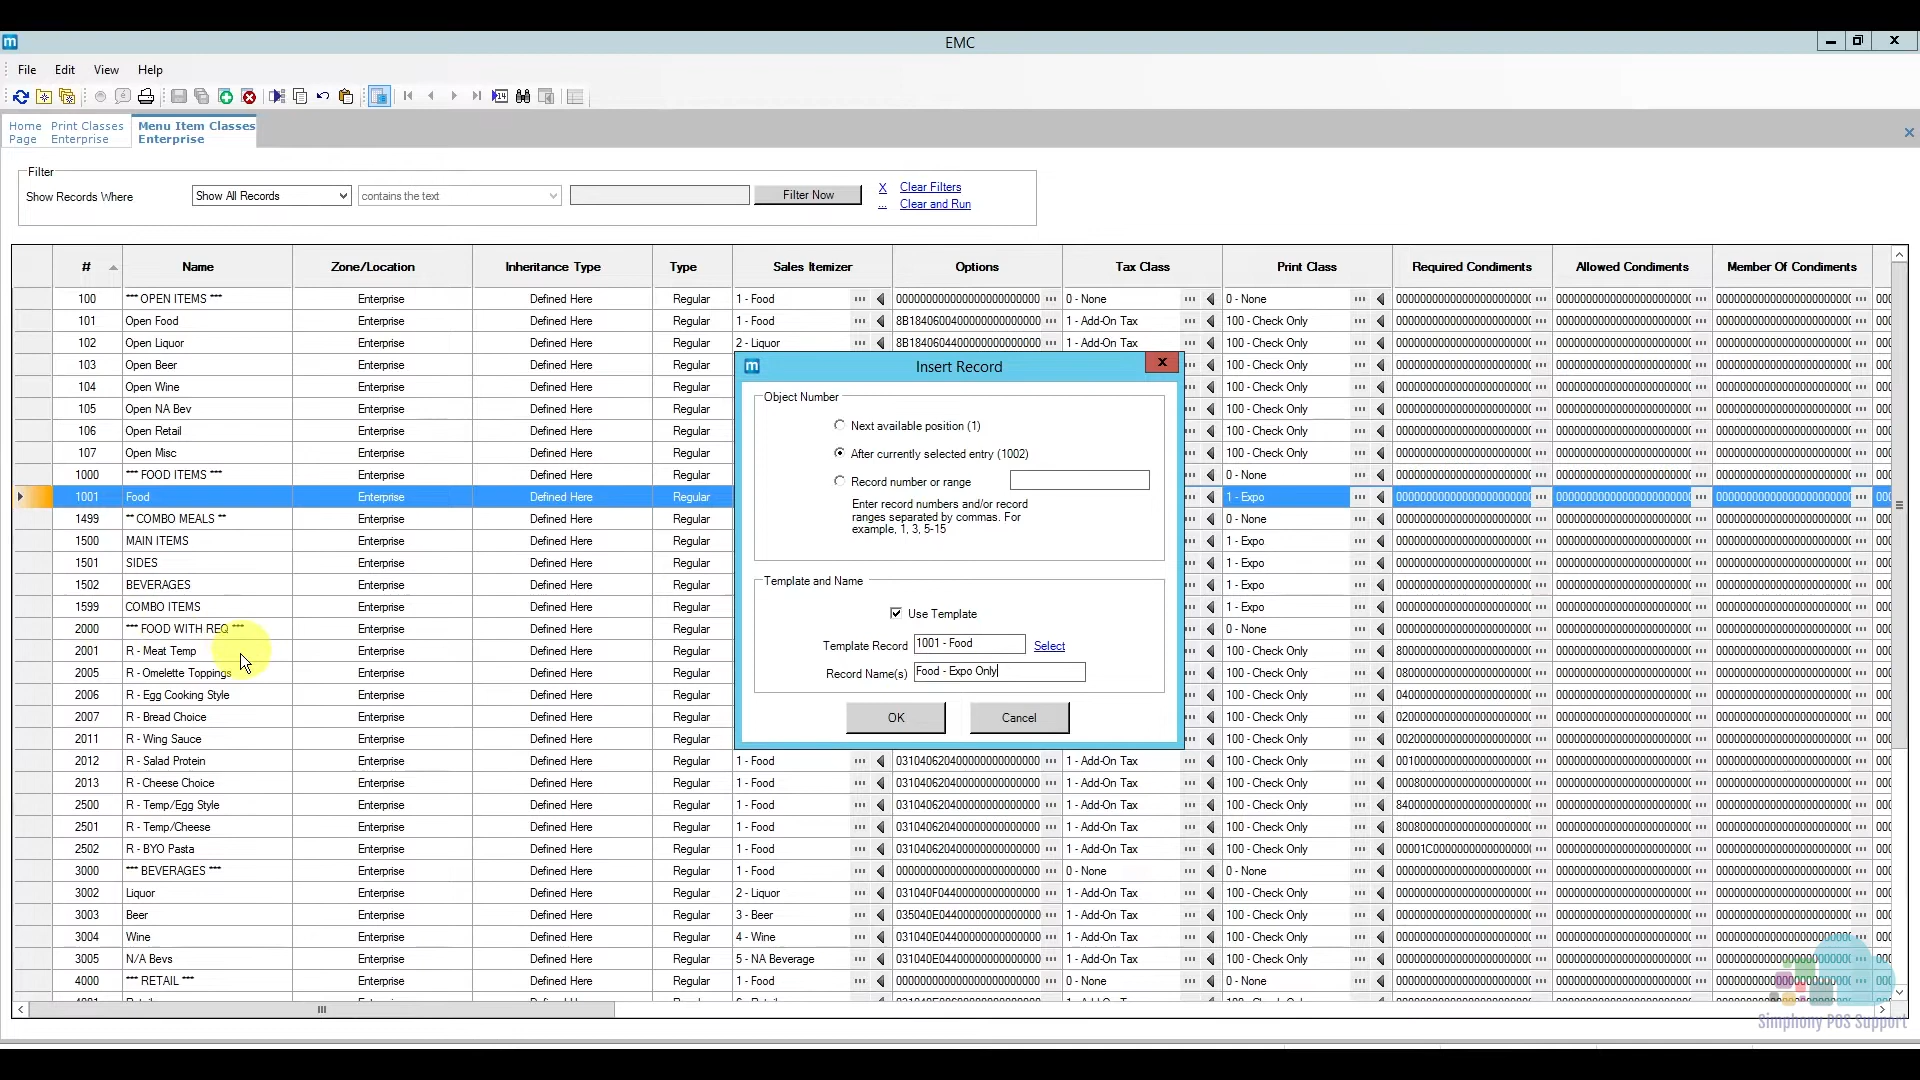 EMC
File Edit View Help
Home Page
Print Classes Enterprise
Menu Item Classes Enterprise
Filter
Show Records Where Show All Records contains the text Filter Now X Clear Filters
... Clear and Run
# Name Zone/Location Inheritance Type Type Sales Itemizer Options Tax Class Print Class Required Condiments Allowed Condiments Member Of Condiments
100 *** OPEN ITEMS *** Enterprise Defined Here Regular 1 - Food 0 - None 0 - None
101 Open Food Enterprise Defined Here Regular 1 - Food 1 - Add-On Tax 100 - Check Only
102 Open Liquor Enterprise Defined Here Regular 2 - Liquor 1 - Add-On Tax 100 - Check Only
103 Open Beer Enterprise Defined Here Regular 100 - Check Only
104 Open Wine Enterprise Defined Here Regular 100 - Check Only
105 Open NA Bev Enterprise Defined Here Regular 100 - Check Only
106 Open Retail Enterprise Defined Here Regular 100 - Check Only
107 Open Misc Enterprise Defined Here Regular 100 - Check Only
1000 *** FOOD ITEMS *** Enterprise Defined Here Regular 0 - None
1001 Food Enterprise Defined Here Regular 1 - Expo
1499 ** COMBO MEALS ** Enterprise Defined Here Regular 0 - None
1500 MAIN ITEMS Enterprise Defined Here Regular 1 - Expo
1501 SIDES Enterprise Defined Here Regular 1 - Expo
1502 BEVERAGES Enterprise Defined Here Regular 1 - Expo
1599 COMBO ITEMS Enterprise Defined Here Regular 1 - Expo
2000 *** FOOD WITH REQ *** Enterprise Defined Here Regular 0 - None
2001 R - Meat Temp Enterprise Defined Here Regular 100 - Check Only
2005 R - Omelette Toppings Enterprise Defined Here Regular 100 - Check Only
2006 R - Egg Cooking Style Enterprise Defined Here Regular 100 - Check Only
2007 R - Bread Choice Enterprise Defined Here Regular 100 - Check Only
2011 R - Wing Sauce Enterprise Defined Here Regular 100 - Check Only
2012 R - Salad Protein Enterprise Defined Here Regular 1 - Food 1 - Add-On Tax 100 - Check Only
2013 R - Cheese Choice Enterprise Defined Here Regular 1 - Food 1 - Add-On Tax 100 - Check Only
2500 R - Temp/Egg Style Enterprise Defined Here Regular 1 - Food 1 - Add-On Tax 100 - Check Only
2501 R - Temp/Cheese Enterprise Defined Here Regular 1 - Food 1 - Add-On Tax 100 - Check Only
2502 R - BYO Pasta Enterprise Defined Here Regular 1 - Food 1 - Add-On Tax 100 - Check Only
3000 *** BEVERAGES *** Enterprise Defined Here Regular 1 - Food 0 - None 0 - None
3002 Liquor Enterprise Defined Here Regular 2 - Liquor 1 - Add-On Tax 100 - Check Only
3003 Beer Enterprise Defined Here Regular 3 - Beer 1 - Add-On Tax 100 - Check Only
3004 Wine Enterprise Defined Here Regular 4 - Wine 1 - Add-On Tax 100 - Check Only
3005 N/A Bevs Enterprise Defined Here Regular 5 - NA Beverage 1 - Add-On Tax 100 - Check Only
4000 *** RETAIL *** Enterprise Defined Here Regular 1 - Food 0 - None 0 - None
Insert Record
Object Number
Next available position (1)
After currently selected entry (1002)
Record number or range
Enter record numbers and/or record
ranges separated by commas. For
example, 1, 3, 5-15
Template and Name
Use Template
Template Record 1001 - Food Select
Record Name(s) Food - Expo Only
OK Cancel
Simphony POS Support